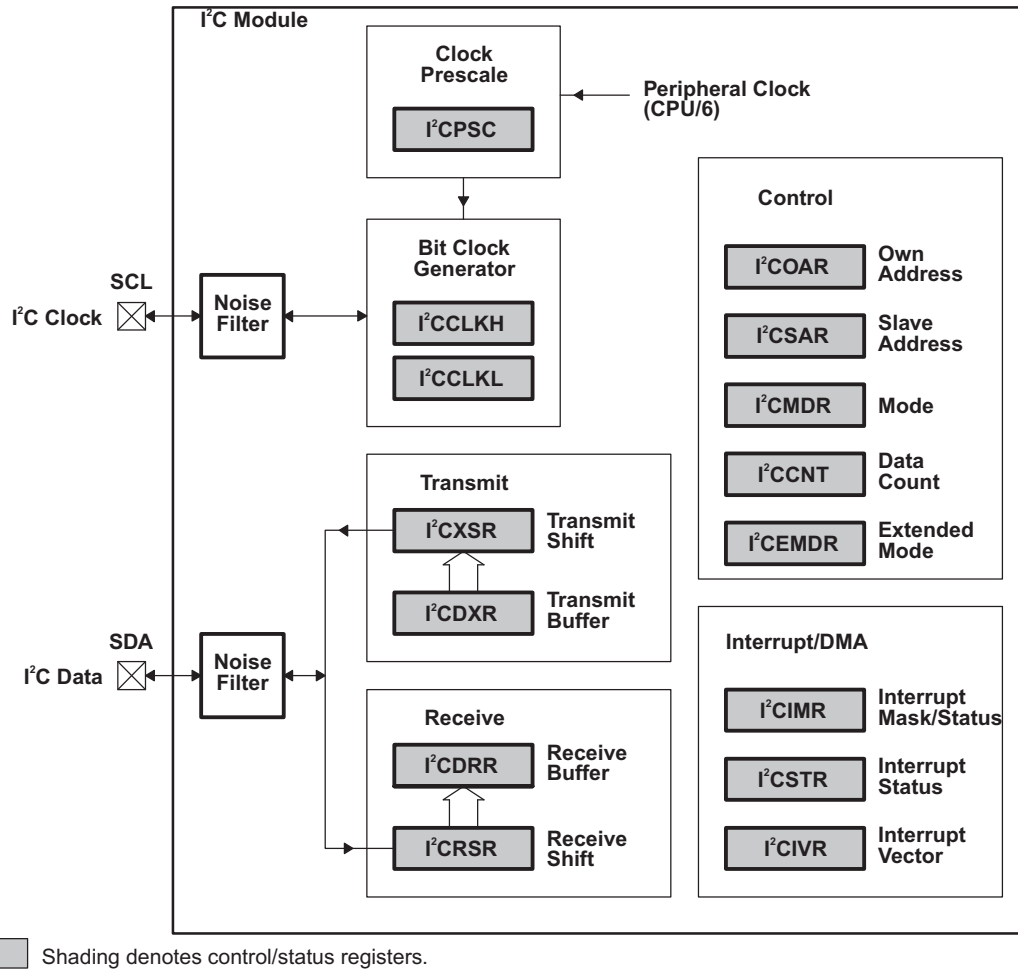 I²C Module
Clock
Prescale
I²CPSC
Peripheral Clock
(CPU/6)
Control
I²COAR
Own
Address
I²CSAR
Slave
Address
I²CMDR
Mode
I²CCNT
Data
Count
I²CEMDR
Extended
Mode
Bit Clock
Generator
I²CCLKH
I²CCLKL
SCL
I²C Clock
Noise
Filter
Transmit
I²CXSR
Transmit
Shift
I²CDXR
Transmit
Buffer
SDA
I²C Data
Noise
Filter
Receive
I²CDRR
Receive
Buffer
I²CRSR
Receive
Shift
Interrupt/DMA
I²CIMR
Interrupt
Mask/Status
I²CSTR
Interrupt
Status
I²CIVR
Interrupt
Vector
Shading denotes control/status registers.